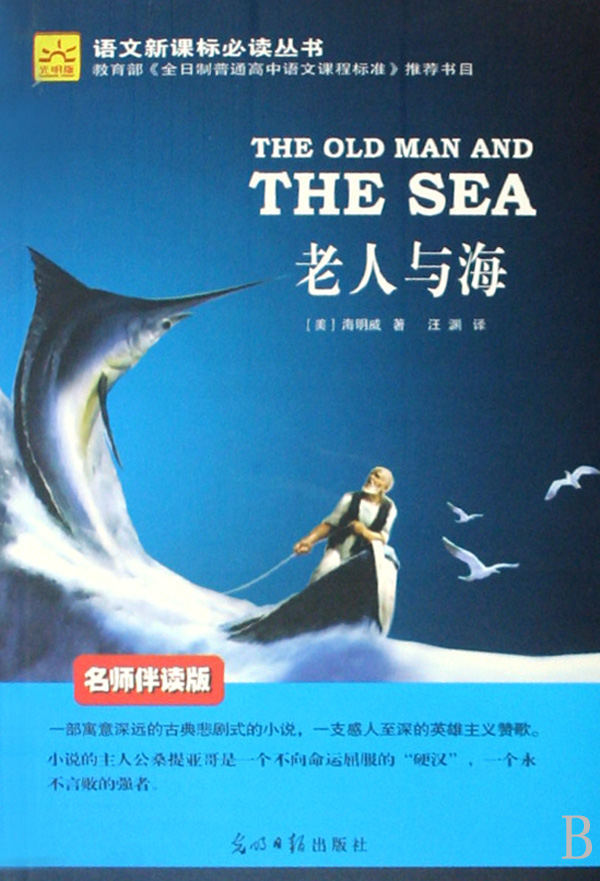 光明版
语文新课标必读丛书
教育部《全日制普通高中语文课程标准》推荐书目
THE OLD MAN AND
THE SEA
老人与海
［美］海明威 著 汪渊 译
名师伴读版
一部寓意深远的古典悲剧式的小说，一支感人至深的英雄主义赞歌。
小说的主人公桑提亚哥是一个不向命运屈服的“硬汉”，一个永
不言败的强者。
光明日报出版社
B